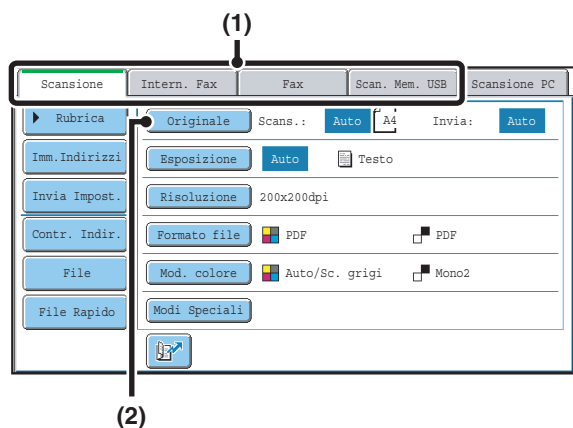 (1)
Scansione Intern. Fax Fax Scan. Mem. USB Scansione PC
Rubrica Originale Scans.: Auto A4 Invia: Auto
Imm.Indirizzi Esposizione Auto Testo
Invia Impost. Risoluzione 200x200dpi
Contr. Indir. Formato file PDF PDF
File Mod. colore Auto/Sc. grigi Mono2
File Rapido Modi Speciali
(2)